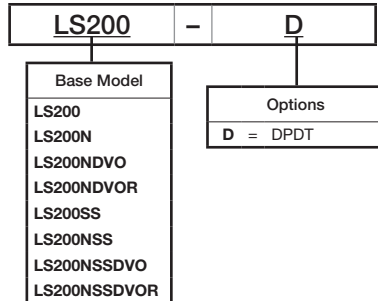 LS200 – D
Base Model
LS200
LS200N
LS200NDVO
LS200NDVOR
LS200SS
LS200NSS
LS200NSSDVO
LS200NSSDVOR
Options
D = DPDT